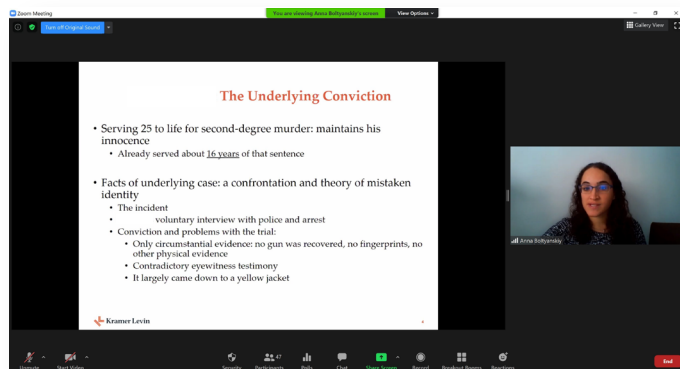 Zoom Meeting
You are viewing Anna Boltyanskiy's screen
View Options
Turn off Original Sound
Gallery View
The Underlying Conviction
• Serving 25 to life for second-degree murder: maintains his
innocence
• Already served about 16 years of that sentence
• Facts of underlying case: a confrontation and theory of mistaken
identity
• The incident
• voluntary interview with police and arrest
• Conviction and problems with the trial:
• Only circumstantial evidence: no gun was recovered, no fingerprints, no
other physical evidence
• Contradictory eyewitness testimony
• It largely came down to a yellow jacket
Kramer Levin
Anna Boltyanskiy
Unmute
Start Video
Security
Participants
47
Polls
Chat
Share Screen
Record
Breakout Rooms
Reactions
End